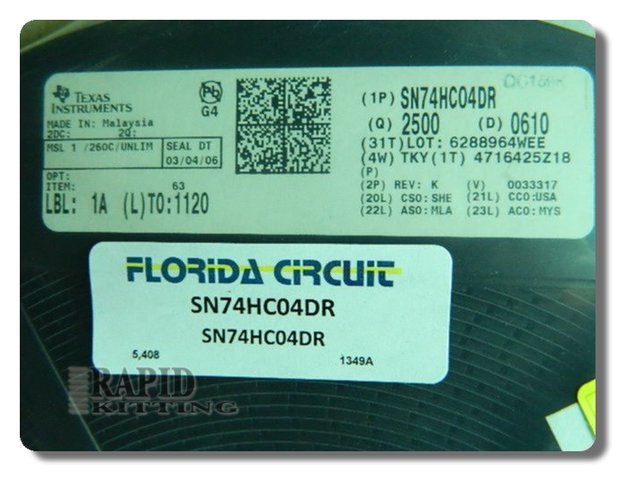 TEXAS
INSTRUMENTS
MADE IN: Malaysia
2DC: 2Q:
MSL 1 /260C/UNLIM SEAL DT
03/04/06
OPT:
ITEM: 63
LBL: 1A (L)TO:1120
Pb
G4
(1P) SN74HC04DR
(Q) 2500 (D) 0610
(31T)LOT: 6288964WEE
(4W) TKY(1T) 4716425Z18
(P)
(2P) REV: K (V) 0033317
(20L) CSO:SHE (21L) CCO:USA
(22L) ASO:MLA (23L) ACO:MYS
FLORIDA CIRCUIT
SN74HC04DR
SN74HC04DR
5,408 1349A
RAPID
KITTING